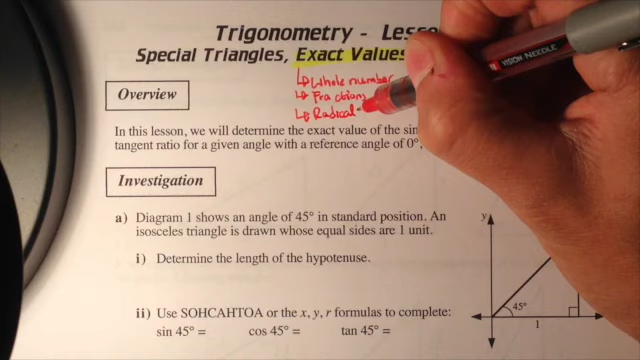 Trigonometry - Lesso
Special Triangles, Exact Values
VISION NEEDLE
↳ Whole number
↳ Fractions
↳ Radical
Overview
In this lesson, we will determine the exact value of the sin
tangent ratio for a given angle with a reference angle of 0°,
Investigation
a) Diagram 1 shows an angle of 45° in standard position. An
isosceles triangle is drawn whose equal sides are 1 unit.
i) Determine the length of the hypotenuse.
ii) Use SOHCAHTOA or the x, y, r formulas to complete:
sin 45° = cos 45° = tan 45° =
y
45°
1